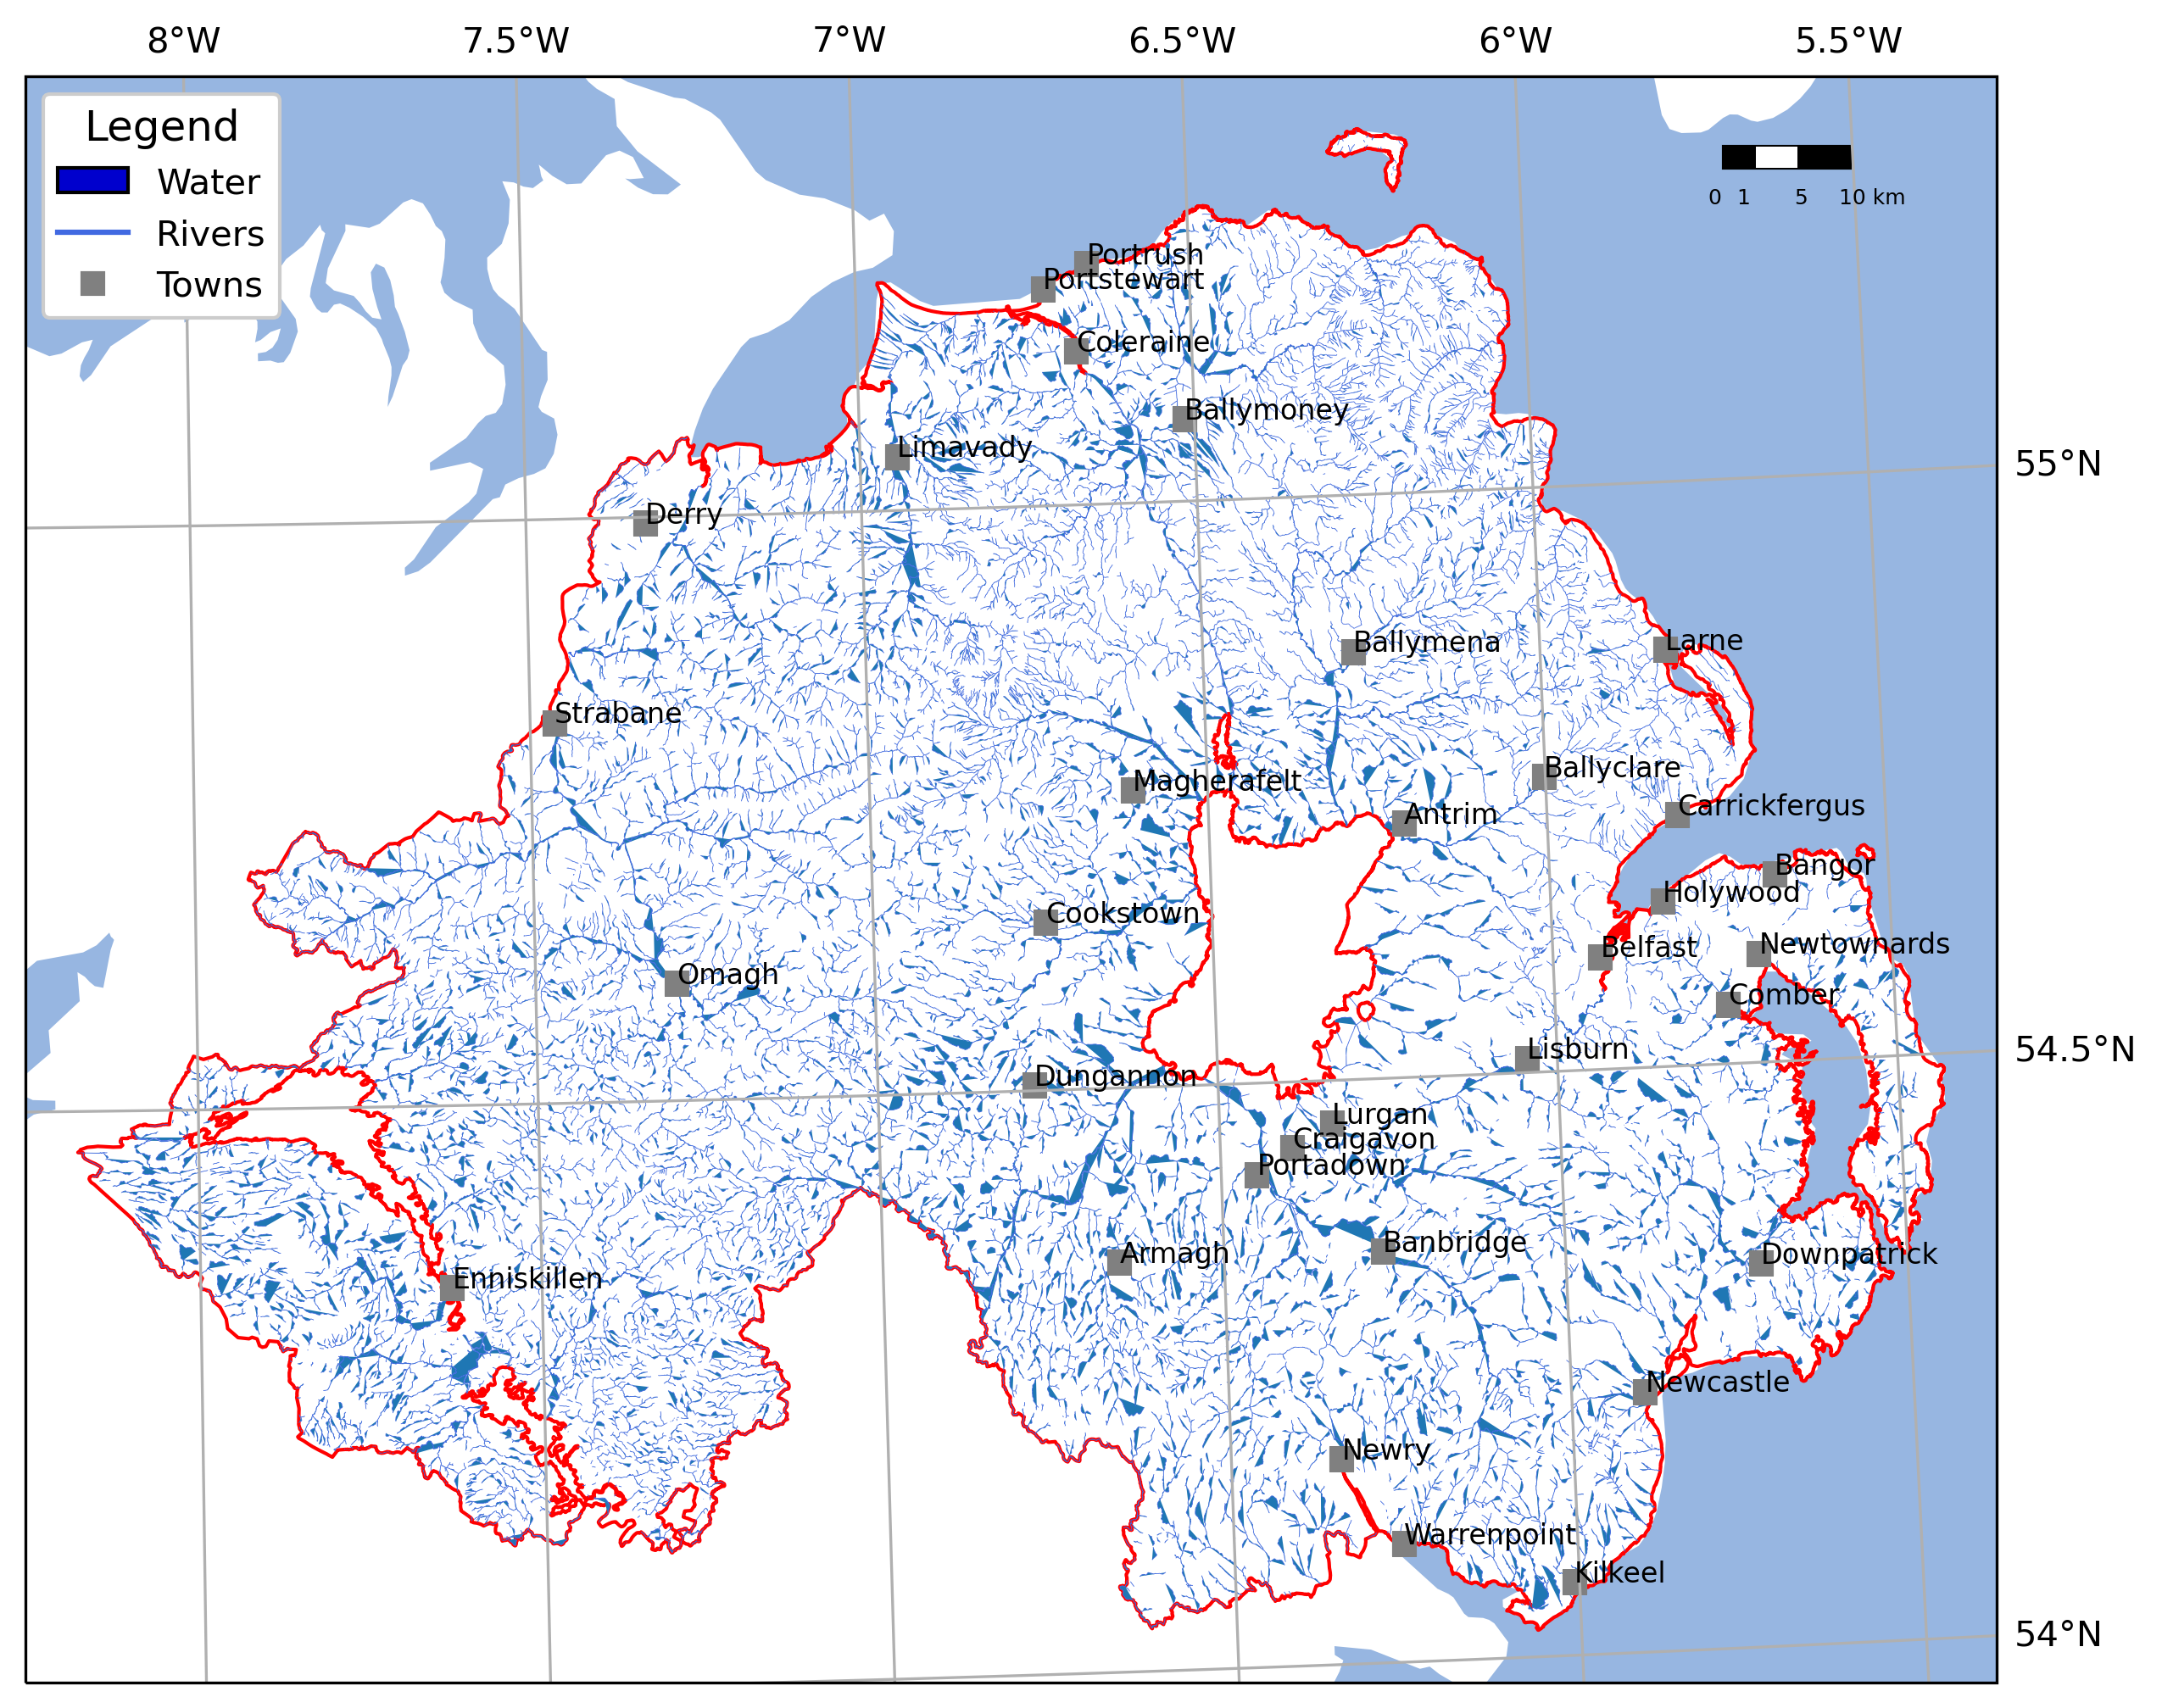 8°W 7.5°W 7°W 6.5°W 6°W 5.5°W
Legend
Water
Rivers
Towns
0 1 5 10 km
Portrush
Portstewart
Coleraine
Ballymoney
Limavady
55°N
Derry
Ballymena
Larne
Strabane
Ballyclare
Magherafelt
Carrickfergus
Antrim
Bangor
Holywood
Cookstown
Belfast
Newtownards
Omagh
Comber
Lisburn
54.5°N
Dungannon
Lurgan
Craigavon
Portadown
Banbridge
Armagh
Downpatrick
Enniskillen
Newcastle
Newry
Warrenpoint
Kilkeel
54°N